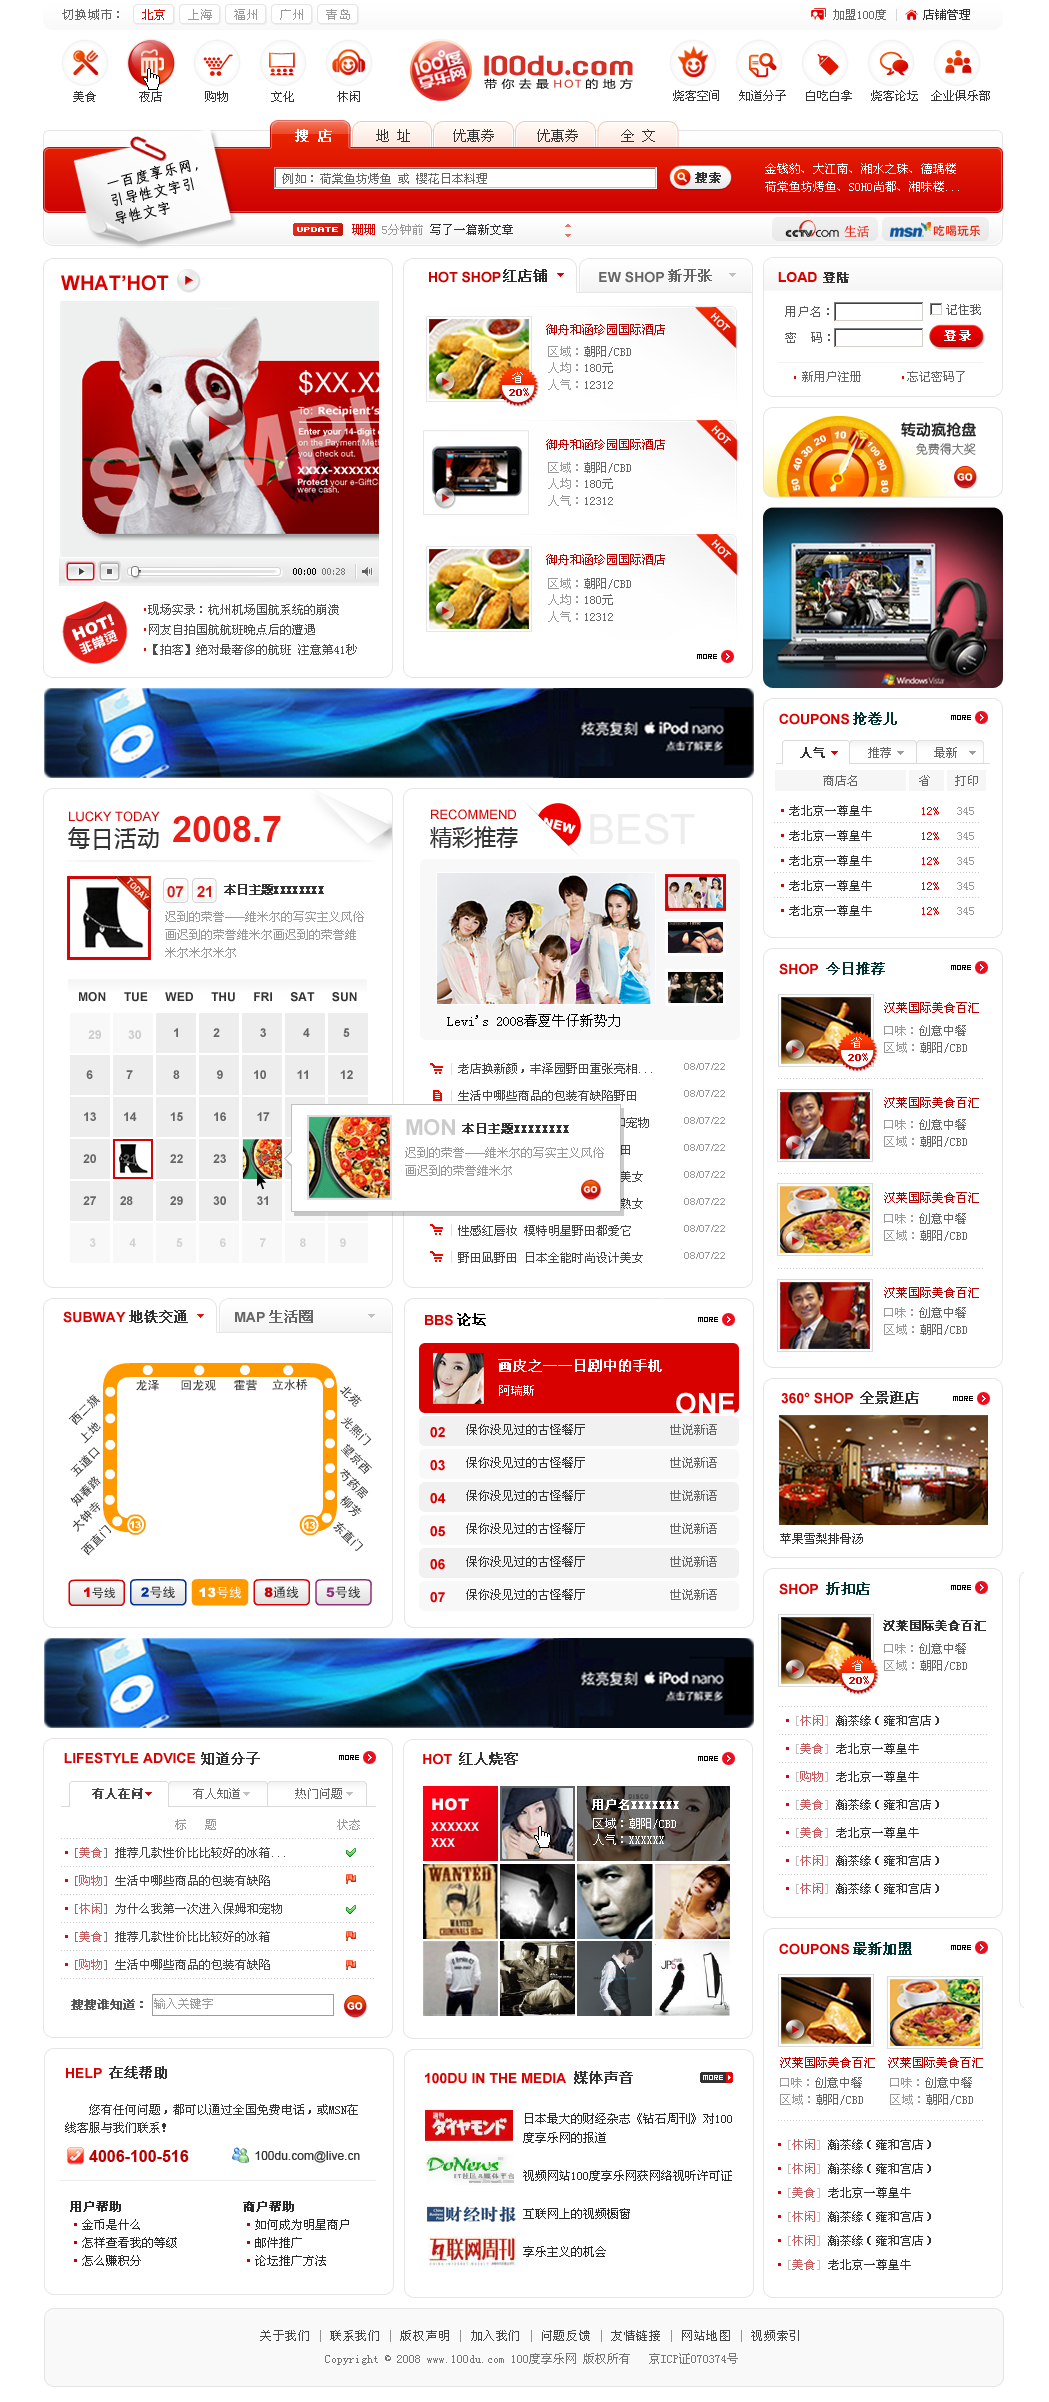 切换城市： 北京 上海 福州 广州 青岛
加盟100度 | 店铺管理
美食 夜店 购物 文化 休闲
100度享乐网 100du.com
带你去最HOT的地方
烧客空间 知道分子 白吃白拿 烧客论坛 企业俱乐部
搜 店 地 址 优惠券 优惠券 全 文
一百度享乐网，
引导性文字引
导性文字
例如：荷棠鱼坊烤鱼 或 樱花日本料理
搜索
金钱豹、大江南、湘水之珠、德瑀楼
荷棠鱼坊烤鱼、SOHO尚都、湘味楼...
UPDATE 珊珊 5分钟前 写了一篇新文章
cctv.com 生活 msn 吃喝玩乐
WHAT'HOT
$XX.XX
To: Recipient's
Enter your 14-digit
on the Payment Met
you check out.
xxxx-xxxxxx
Protect your e-GiftC
were cash.
SAMPL
00:00 00:28
HOT!
非常烫
·现场实录：杭州机场国航系统的崩溃
·网友自拍国航航班晚点后的遭遇
·【拍客】绝对最奢侈的航班 注意第41秒
HOT SHOP红店铺 EW SHOP 新开张
HOT
御舟和涵珍园国际酒店
区域：朝阳/CBD
人均：180元
人气：12312
省
20%
HOT
御舟和涵珍园国际酒店
区域：朝阳/CBD
人均：180元
人气：12312
HOT
御舟和涵珍园国际酒店
区域：朝阳/CBD
人均：180元
人气：12312
MORE
LOAD 登陆
用户名： 记住我
密 码： 登录
·新用户注册 ·忘记密码了
10 20 30 40 50 80 90 100
转动疯抢盘
免费得大奖
GO
Windows Vista
炫亮复刻 iPod nano
点击了解更多
COUPONS 抢卷儿 MORE
人气 推荐 最新
商店名 省 打印
·老北京一尊皇牛 12% 345
·老北京一尊皇牛 12% 345
·老北京一尊皇牛 12% 345
·老北京一尊皇牛 12% 345
·老北京一尊皇牛 12% 345
LUCKY TODAY
每日活动 2008.7
TODAY
07 21 本日主题xxxxxxxx
迟到的荣誉——维米尔的写实主义风俗
画迟到的荣誉维米尔画迟到的荣誉维
米尔米尔米尔
MON TUE WED THU FRI SAT SUN
29 30 1 2 3 4 5
6 7 8 9 10 11 12
13 14 15 16 17
20 21 22 23
27 28 29 30 31
3 4 5 6 7 8 9
MON 本日主题xxxxxxxx
迟到的荣誉——维米尔的写实主义风俗
画迟到的荣誉维米尔
GO
RECOMMEND
精彩推荐 NEW BEST
Levi's 2008春夏牛仔新势力
老店换新颜，丰泽园野田重张亮相... 08/07/22
生活中哪些商品的包装有缺陷野田 08/07/22
和宠物 08/07/22
田 08/07/22
美女 08/07/22
熟女 08/07/22
性感红唇妆 模特明星野田都爱它 08/07/22
野田凪野田 日本全能时尚设计美女 08/07/22
SHOP 今日推荐 MORE
汉莱国际美食百汇
口味：创意中餐
区域：朝阳/CBD
省
20%
汉莱国际美食百汇
口味：创意中餐
区域：朝阳/CBD
汉莱国际美食百汇
口味：创意中餐
区域：朝阳/CBD
汉莱国际美食百汇
口味：创意中餐
区域：朝阳/CBD
SUBWAY 地铁交通 MAP 生活圈
龙泽 回龙观 霍营 立水桥
西二旗
上地
五道口
知春路
大钟寺
西直门
北苑
光熙门
望京西
芍药居
柳芳
东直门
13 13
1号线 2号线 13号线 8通线 5号线
BBS 论坛 MORE
画皮之一一日剧中的手机
阿瑞斯
ONE
02 保你没见过的古怪餐厅 世说新语
03 保你没见过的古怪餐厅 世说新语
04 保你没见过的古怪餐厅 世说新语
05 保你没见过的古怪餐厅 世说新语
06 保你没见过的古怪餐厅 世说新语
07 保你没见过的古怪餐厅 世说新语
360° SHOP 全景逛店 MORE
苹果雪梨排骨汤
SHOP 折扣店 MORE
汉莱国际美食百汇
口味：创意中餐
区域：朝阳/CBD
省
20%
·[休闲] 瀚茶缘（雍和宫店）
·[美食] 老北京一尊皇牛
·[购物] 老北京一尊皇牛
·[美食] 瀚茶缘（雍和宫店）
·[美食] 老北京一尊皇牛
·[休闲] 瀚茶缘（雍和宫店）
·[休闲] 瀚茶缘（雍和宫店）
炫亮复刻 iPod nano
点击了解更多
LIFESTYLE ADVICE 知道分子 MORE
有人在问 有人知道 热门问题
标 题 状态
·[美食] 推荐几款性价比比较好的冰箱...
·[购物] 生活中哪些商品的包装有缺陷
·[休闲] 为什么我第一次进入保姆和宠物
·[美食] 推荐几款性价比比较好的冰箱
·[购物] 生活中哪些商品的包装有缺陷
搜搜谁知道： 输入关键字 GO
HOT 红人烧客 MORE
HOT
xxxxxx
xxx
用户名xxxxxxx
区域：朝阳/CBD
人气：xxxxxx
WANTED
JPS
COUPONS 最新加盟 MORE
汉莱国际美食百汇 汉莱国际美食百汇
口味：创意中餐 口味：创意中餐
区域：朝阳/CBD 区域：朝阳/CBD
·[休闲] 瀚茶缘（雍和宫店）
·[休闲] 瀚茶缘（雍和宫店）
·[美食] 老北京一尊皇牛
·[休闲] 瀚茶缘（雍和宫店）
·[休闲] 瀚茶缘（雍和宫店）
·[美食] 老北京一尊皇牛
HELP 在线帮助
您有任何问题，都可以通过全国免费电话，或MSN在
线客服与我们联系！
4006-100-516 100du.com@live.cn
用户帮助 商户帮助
·金币是什么 ·如何成为明星商户
·怎样查看我的等级 ·邮件推广
·怎么赚积分 ·论坛推广方法
100DU IN THE MEDIA 媒体声音 MORE
週刊ダイヤモンド 日本最大的财经杂志《钻石周刊》对100
度享乐网的报道
DoNews 视频网站100度享乐网获网络视听许可证
财经时报 互联网上的视频橱窗
互联网周刊 享乐主义的机会
关于我们 | 联系我们 | 版权声明 | 加入我们 | 问题反馈 | 友情链接 | 网站地图 | 视频索引
Copyright © 2008 www.100du.com 100度享乐网 版权所有 京ICP证070374号